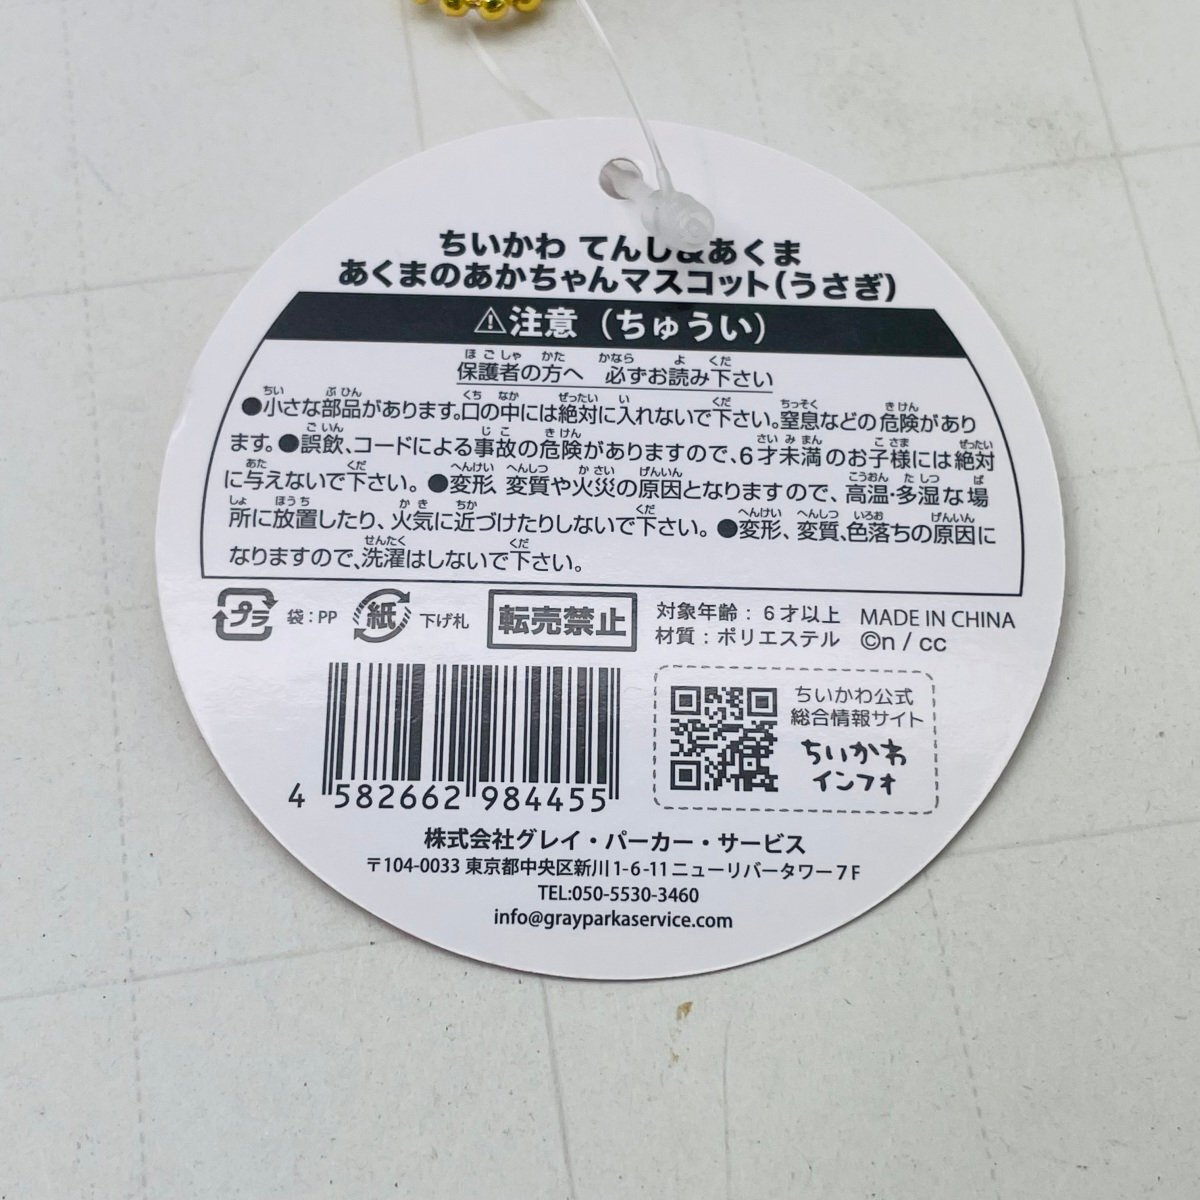 ちいかわ てんし&あくま
あくまのあかちゃんマスコット(うさぎ)
⚠注意(ちゅうい)
保護者の方へ 必ずお読み下さい
●小さな部品があります。口の中には絶対に入れないで下さい。窒息などの危険があり
ます。●誤飲、コードによる事故の危険がありますので、6才未満のお子様には絶対
に与えないで下さい。●変形、変質や火災の原因となりますので、高温・多湿な場
所に放置したり、火気に近づけたりしないで下さい。●変形、変質、色落ちの原因に
なりますので、洗濯はしないで下さい。
プラ 袋:PP 紙 下げ札 転売禁止
対象年齢:6才以上 MADE IN CHINA
材質:ポリエステル ©n / cc
4 582662 984455
ちいかわ公式
総合情報サイト
ちいかわ
インフォ
株式会社グレイ・パーカー・サービス
〒104-0033 東京都中央区新川1-6-11ニューリバータワー7F
TEL:050-5530-3460
info@grayparkaservice.com